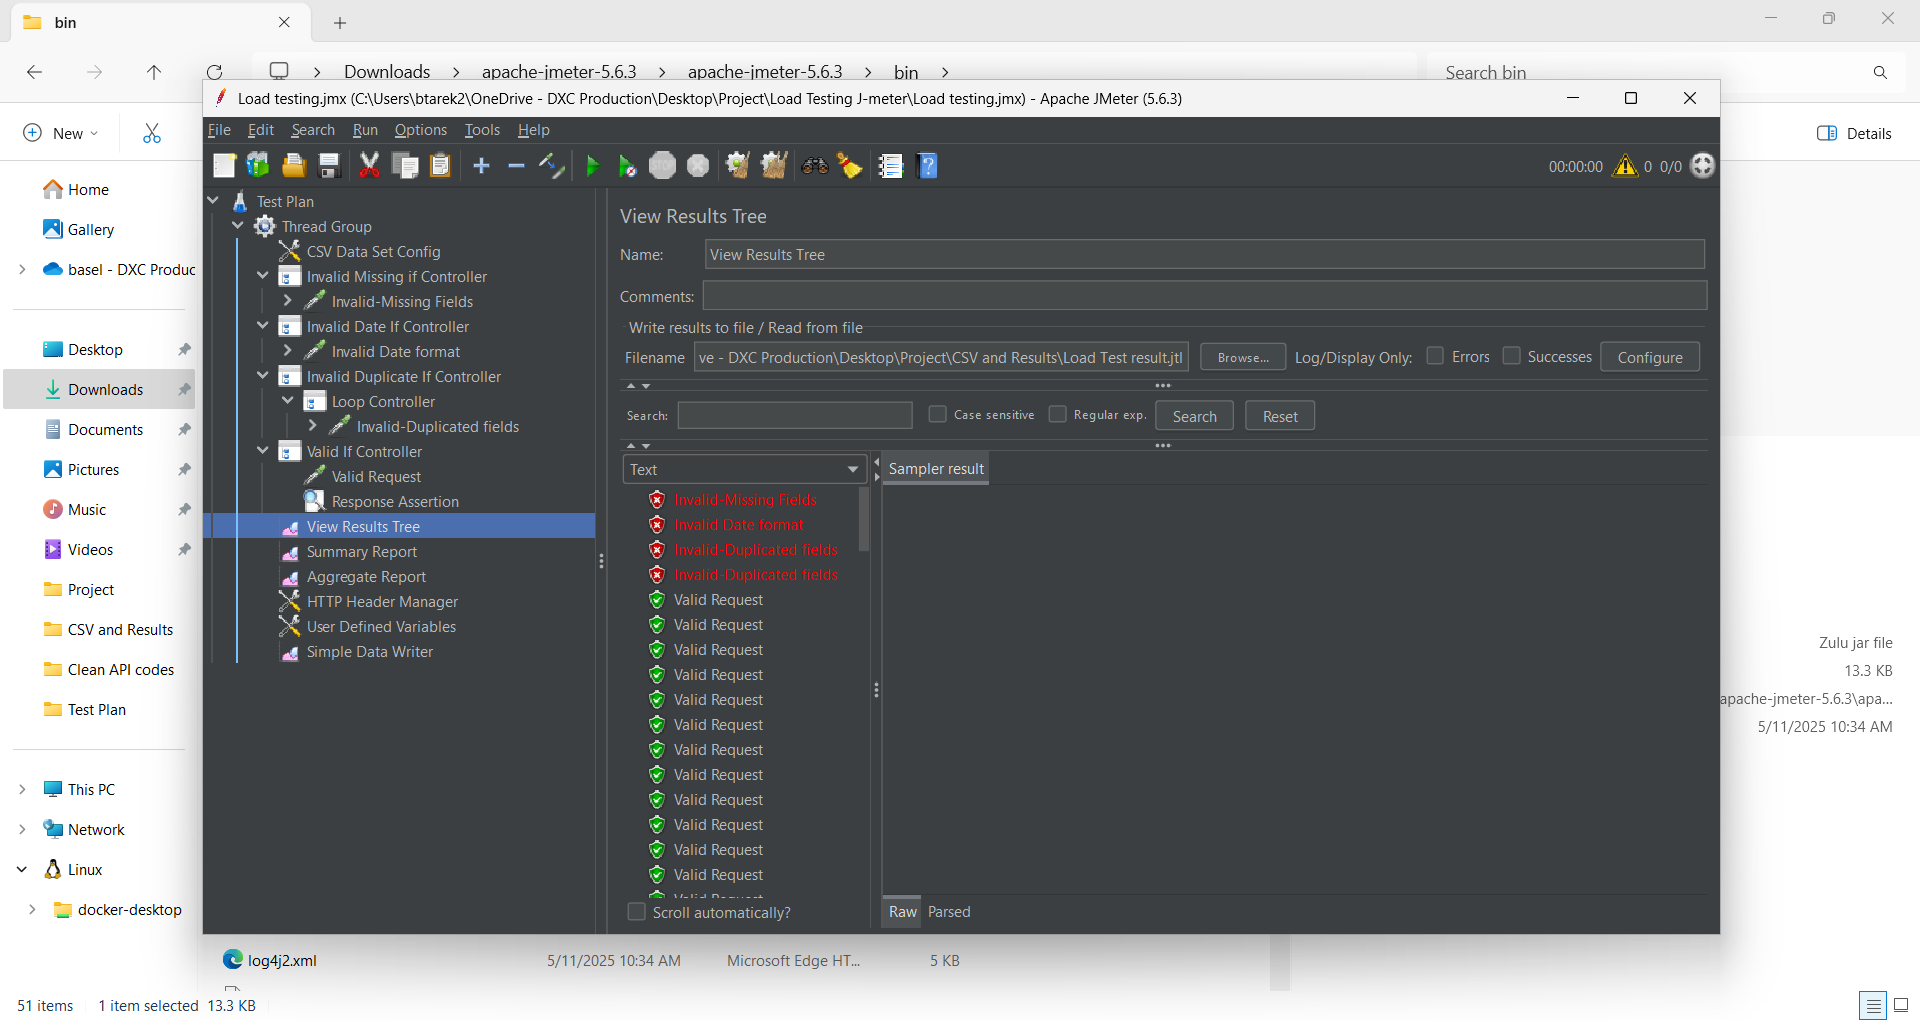 bin
Downloads > apache-jmeter-5.6.3 > apache-jmeter-5.6.3 > bin >
Search bin
Load testing.jmx (C:\Users\btarek2\OneDrive - DXC Production\Desktop\Project\Load Testing J-meter\Load testing.jmx) - Apache JMeter (5.6.3)
New
Details
File Edit Search Run Options Tools Help
STOP
00:00:00 0 0/0
Home
Gallery
basel - DXC Produc
Desktop
Downloads
Documents
Pictures
Music
Videos
Project
CSV and Results
Clean API codes
Test Plan
This PC
Network
Linux
docker-desktop
Test Plan
Thread Group
CSV Data Set Config
Invalid Missing if Controller
Invalid-Missing Fields
Invalid Date If Controller
Invalid Date format
Invalid Duplicate If Controller
Loop Controller
Invalid-Duplicated fields
Valid If Controller
Valid Request
Response Assertion
View Results Tree
Summary Report
Aggregate Report
HTTP Header Manager
User Defined Variables
Simple Data Writer
View Results Tree
Name: View Results Tree
Comments:
Write results to file / Read from file
Filename ve - DXC Production\Desktop\Project\CSV and Results\Load Test result.jtl Browse... Log/Display Only: Errors Successes Configure
Search: Case sensitive Regular exp. Search Reset
Text
Sampler result
Invalid-Missing Fields
Invalid Date format
Invalid-Duplicated fields
Invalid-Duplicated fields
Valid Request
Valid Request
Valid Request
Valid Request
Valid Request
Valid Request
Valid Request
Valid Request
Valid Request
Valid Request
Valid Request
Valid Request
Valid Request
Scroll automatically?
Raw Parsed
Zulu jar file
13.3 KB
apache-jmeter-5.6.3\apa...
5/11/2025 10:34 AM
log4j2.xml 5/11/2025 10:34 AM Microsoft Edge HT... 5 KB
51 items 1 item selected 13.3 KB